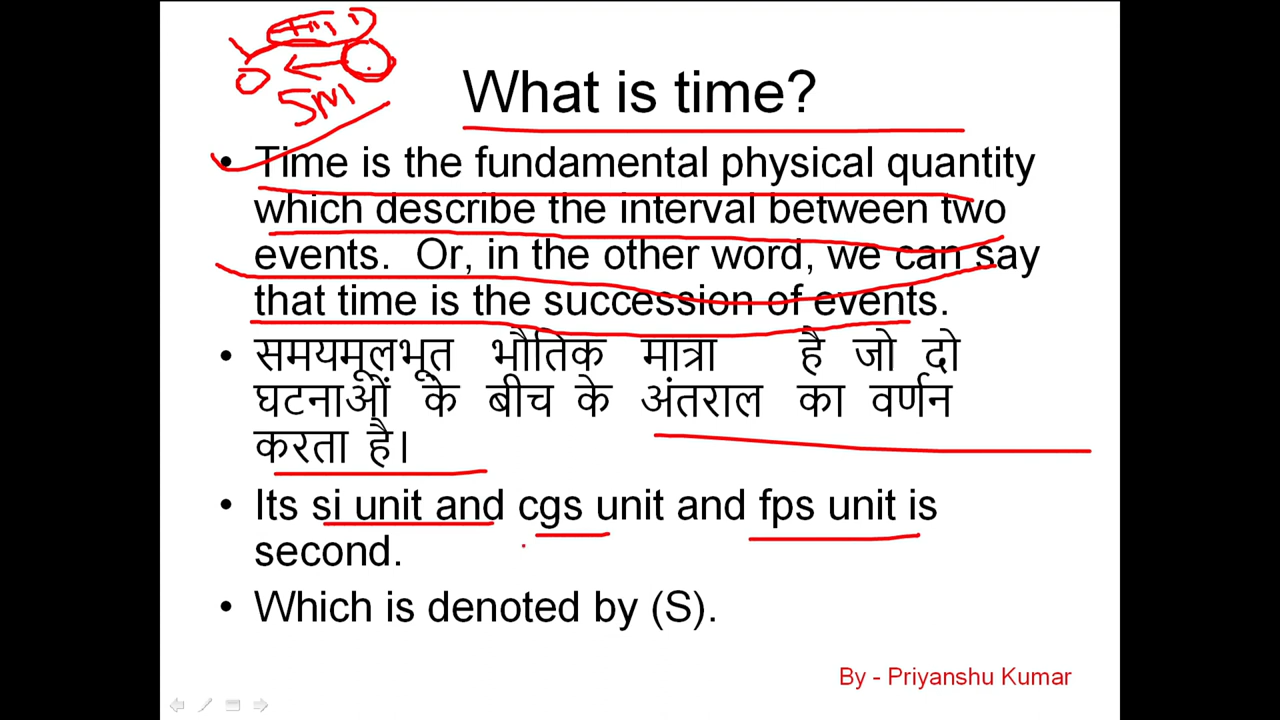 5M
What is time?
• Time is the fundamental physical quantity
which describe the interval between two
events. Or, in the other word, we can say
that time is the succession of events.
• समयमूलभूत भौतिक मात्रा है जो दो
घटनाओं के बीच के अंतराल का वर्णन
करता है।
• Its si unit and cgs unit and fps unit is
second.
• Which is denoted by (S).
By - Priyanshu Kumar